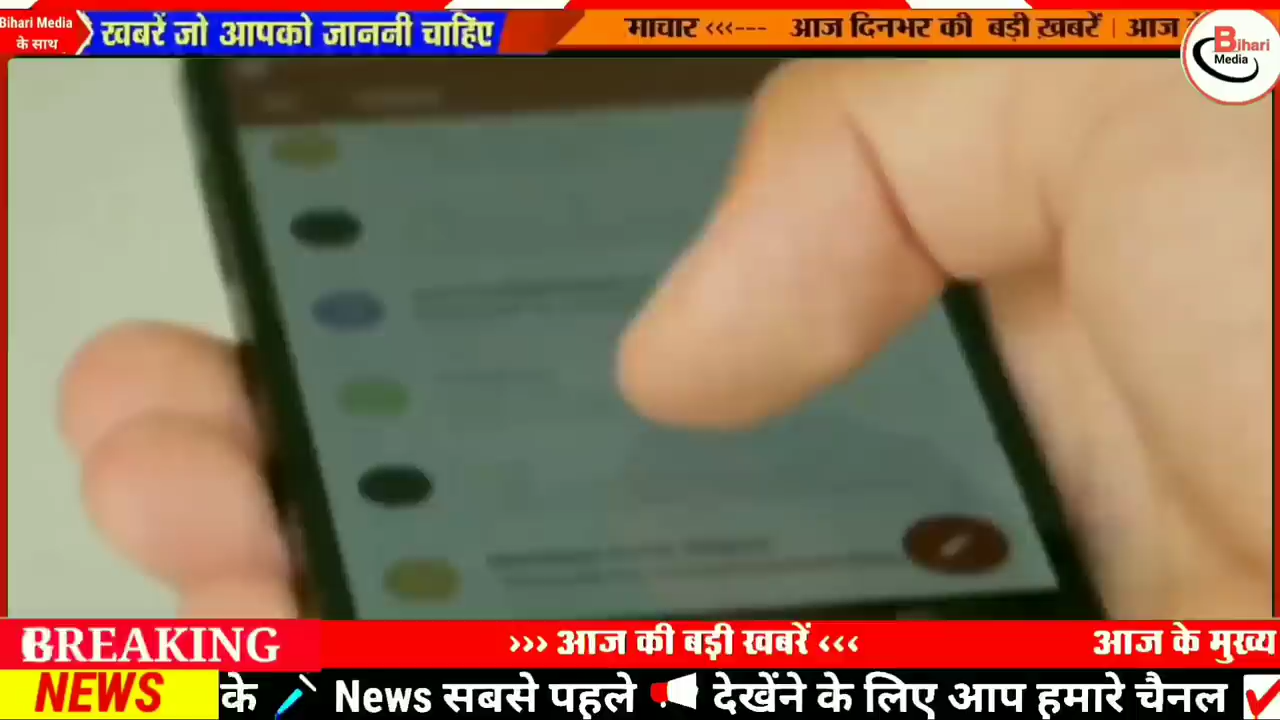 Bihari Media
के साथ
खबरें जो आपको जाननी चाहिए
माचार <<<--- आज दिनभर की बड़ी ख़बरें | आज
Bihari
Media
BREAKING
>>> आज की बड़ी खबरें <<< आज के मुख्य
NEWS
के News सबसे पहले देखेंने के लिए आप हमारे चैनल